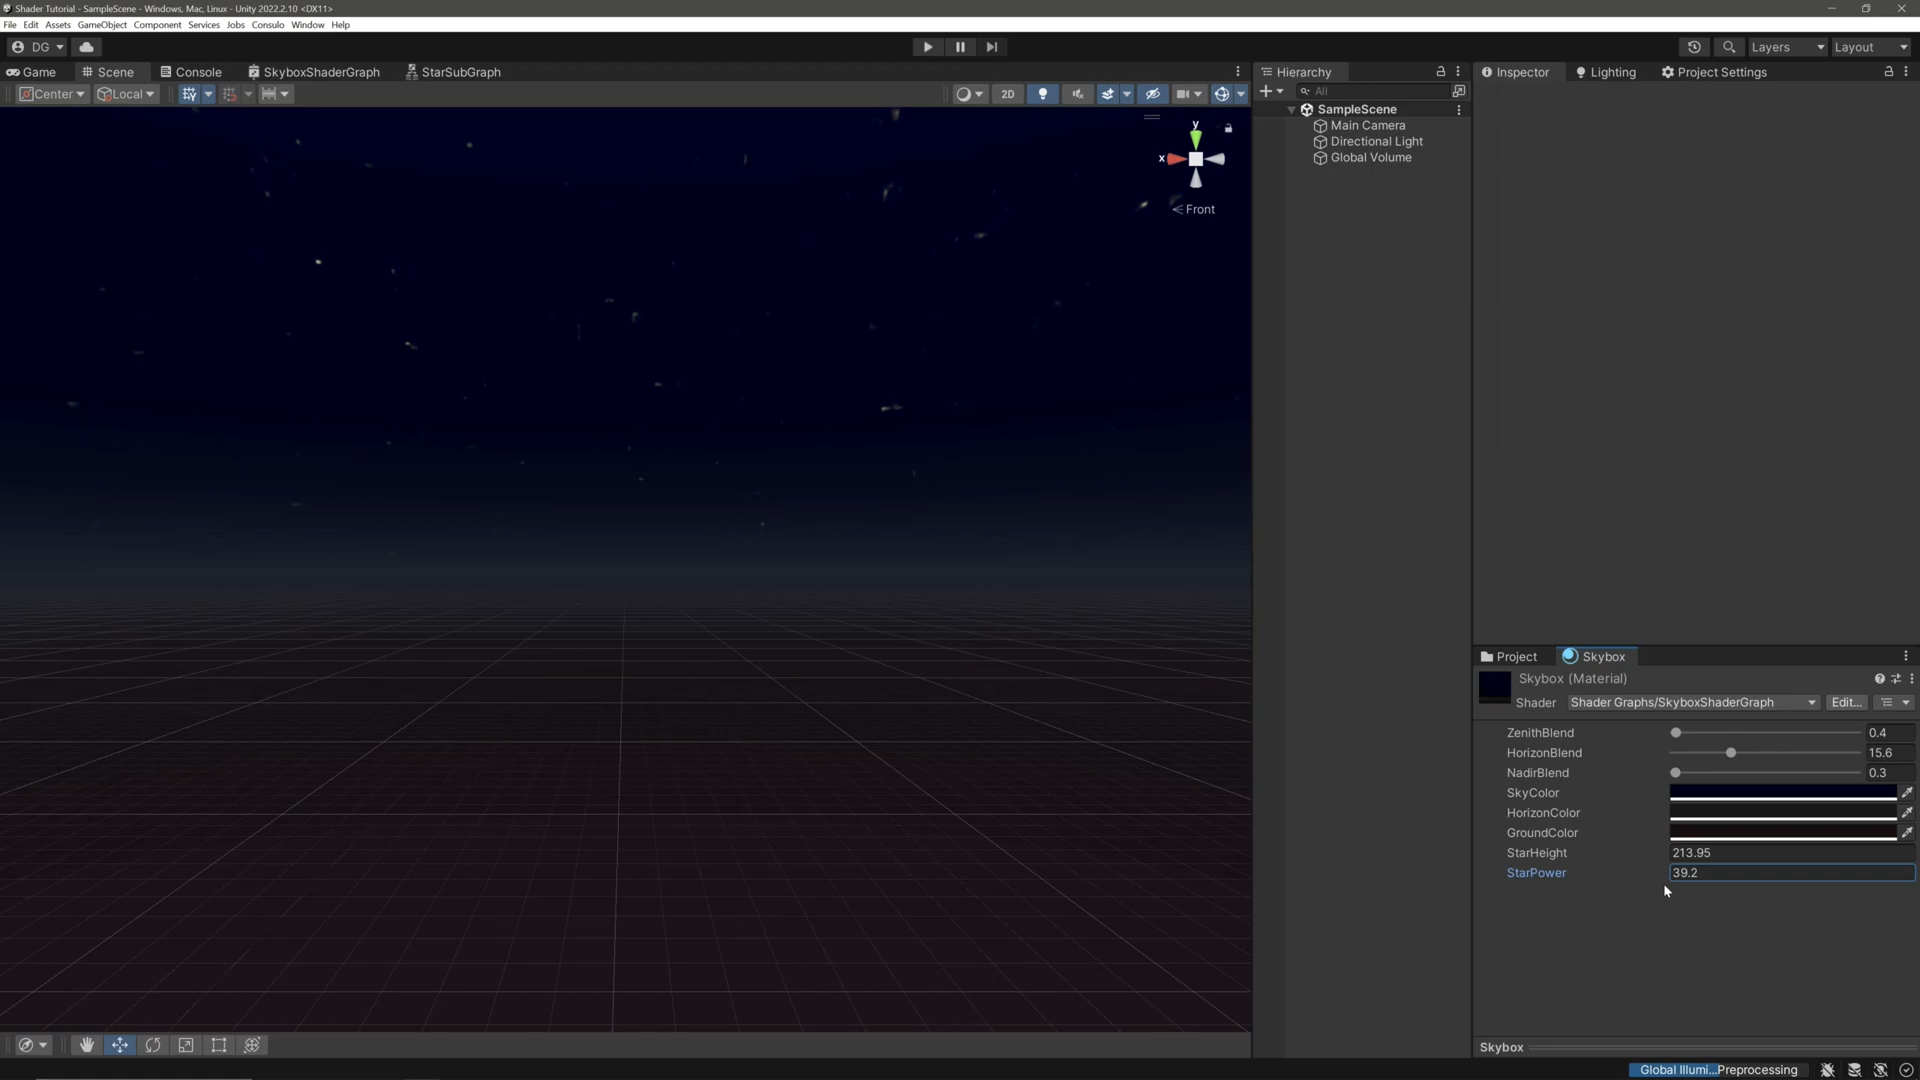 Shader Tutorial - SampleScene - Windows, Mac, Linux - Unity 2022.2.10 <DX11>
File Edit Assets GameObject Component Services Jobs Consulo Window Help
DG
Layers
Layout
Game
Scene
Console
SkyboxShaderGraph
StarSubGraph
Center
Local
2D
y
x
< Front
Hierarchy
All
SampleScene
Main Camera
Directional Light
Global Volume
Inspector
Lighting
Project Settings
Project
Skybox
Skybox (Material)
Shader Shader Graphs/SkyboxShaderGraph Edit...
ZenithBlend 0.4
HorizonBlend 15.6
NadirBlend 0.3
SkyColor
HorizonColor
GroundColor
StarHeight 213.95
StarPower 39.2
Skybox
Global Illumi...Preprocessing